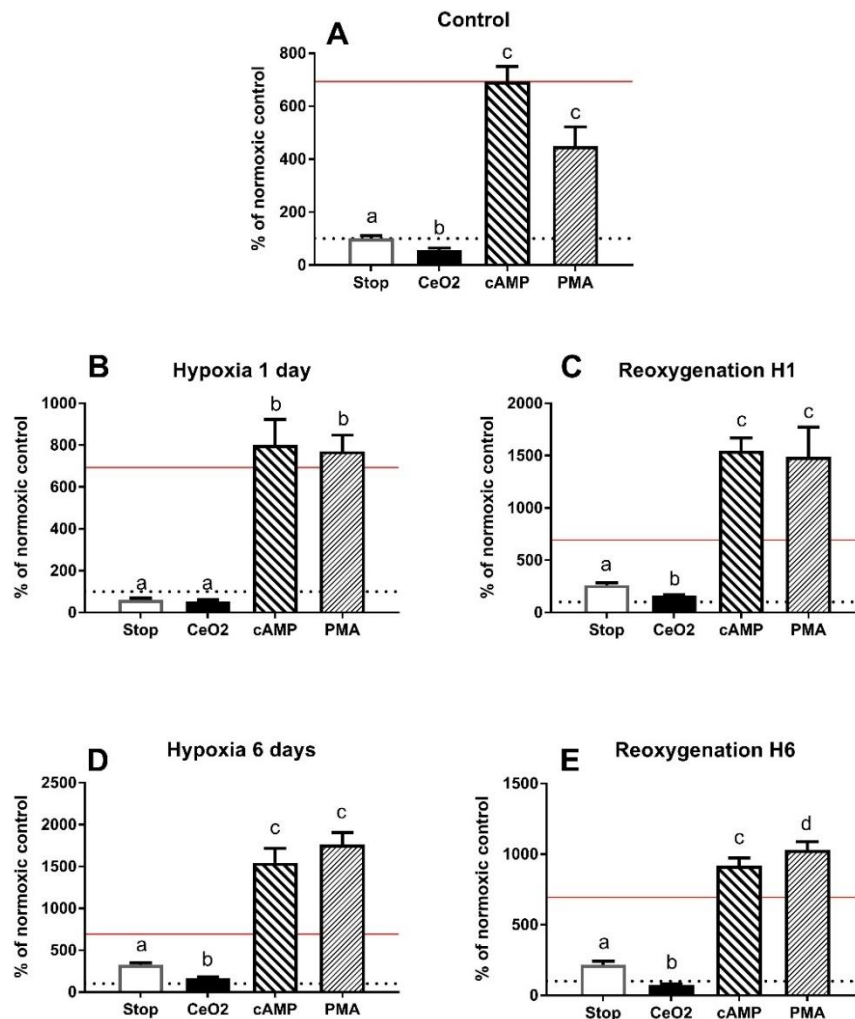 A
Control
% of normoxic control
800
600
400
200
0
a
b
c
c
Stop CeO2 cAMP PMA
B
Hypoxia 1 day
% of normoxic control
1000
800
600
400
200
0
a
a
b
b
Stop CeO2 cAMP PMA
C
Reoxygenation H1
% of normoxic control
2000
1500
1000
500
0
a
b
c
c
Stop CeO2 cAMP PMA
D
Hypoxia 6 days
% of normoxic control
2500
2000
1500
1000
500
0
a
b
c
c
Stop CeO2 cAMP PMA
E
Reoxygenation H6
% of normoxic control
1500
1000
500
0
a
b
c
d
Stop CeO2 cAMP PMA